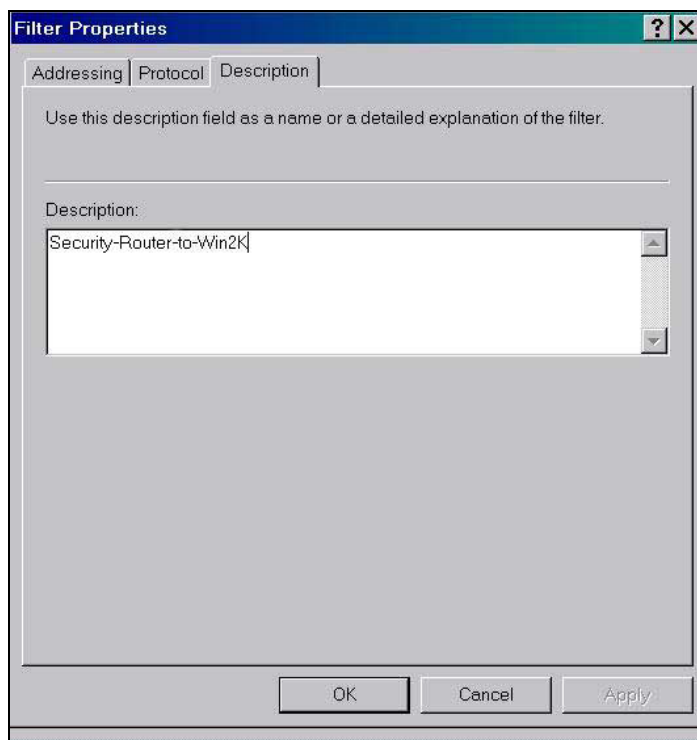 Filter Properties
Addressing Protocol Description
Use this description field as a name or a detailed explanation of the filter.
Description:
Security-Router-to-Win2K
OK Cancel Apply